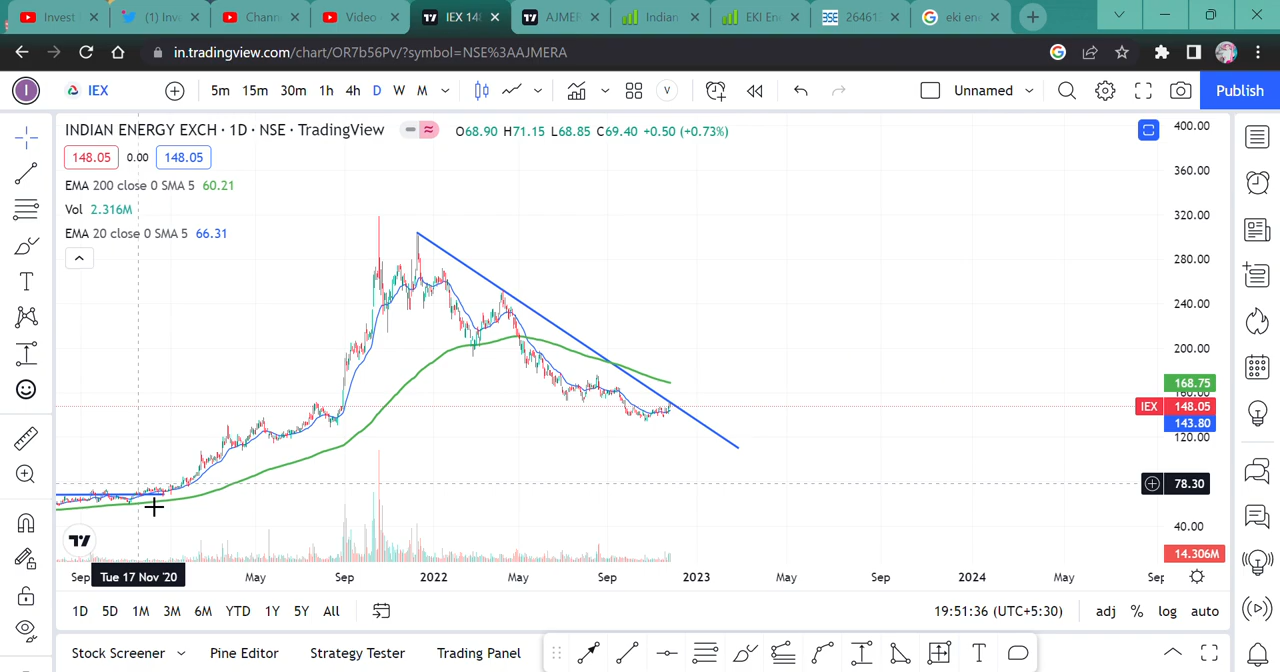 Invest
(1) Inv
Chann
Video
IEX 148
AJMER
Indian
EKI En
BSE 26461
eki en
in.tradingview.com/chart/OR7b56Pv/?symbol=NSE%3AAJMERA
I IEX 5m 15m 30m 1h 4h D W M V Unnamed Publish
INDIAN ENERGY EXCH · 1D · NSE · TradingView O68.90 H71.15 L68.85 C69.40 +0.50 (+0.73%)
148.05 0.00 148.05
EMA 200 close 0 SMA 5 60.21
Vol 2.316M
EMA 20 close 0 SMA 5 66.31
400.00
360.00
320.00
280.00
240.00
200.00
168.75
160.00
IEX 148.05
143.80
120.00
78.30
40.00
14.306M
Sep Tue 17 Nov '20 May Sep 2022 May Sep 2023 May Sep 2024 May Sep
1D 5D 1M 3M 6M YTD 1Y 5Y All 19:51:36 (UTC+5:30) adj % log auto
Stock Screener Pine Editor Strategy Tester Trading Panel